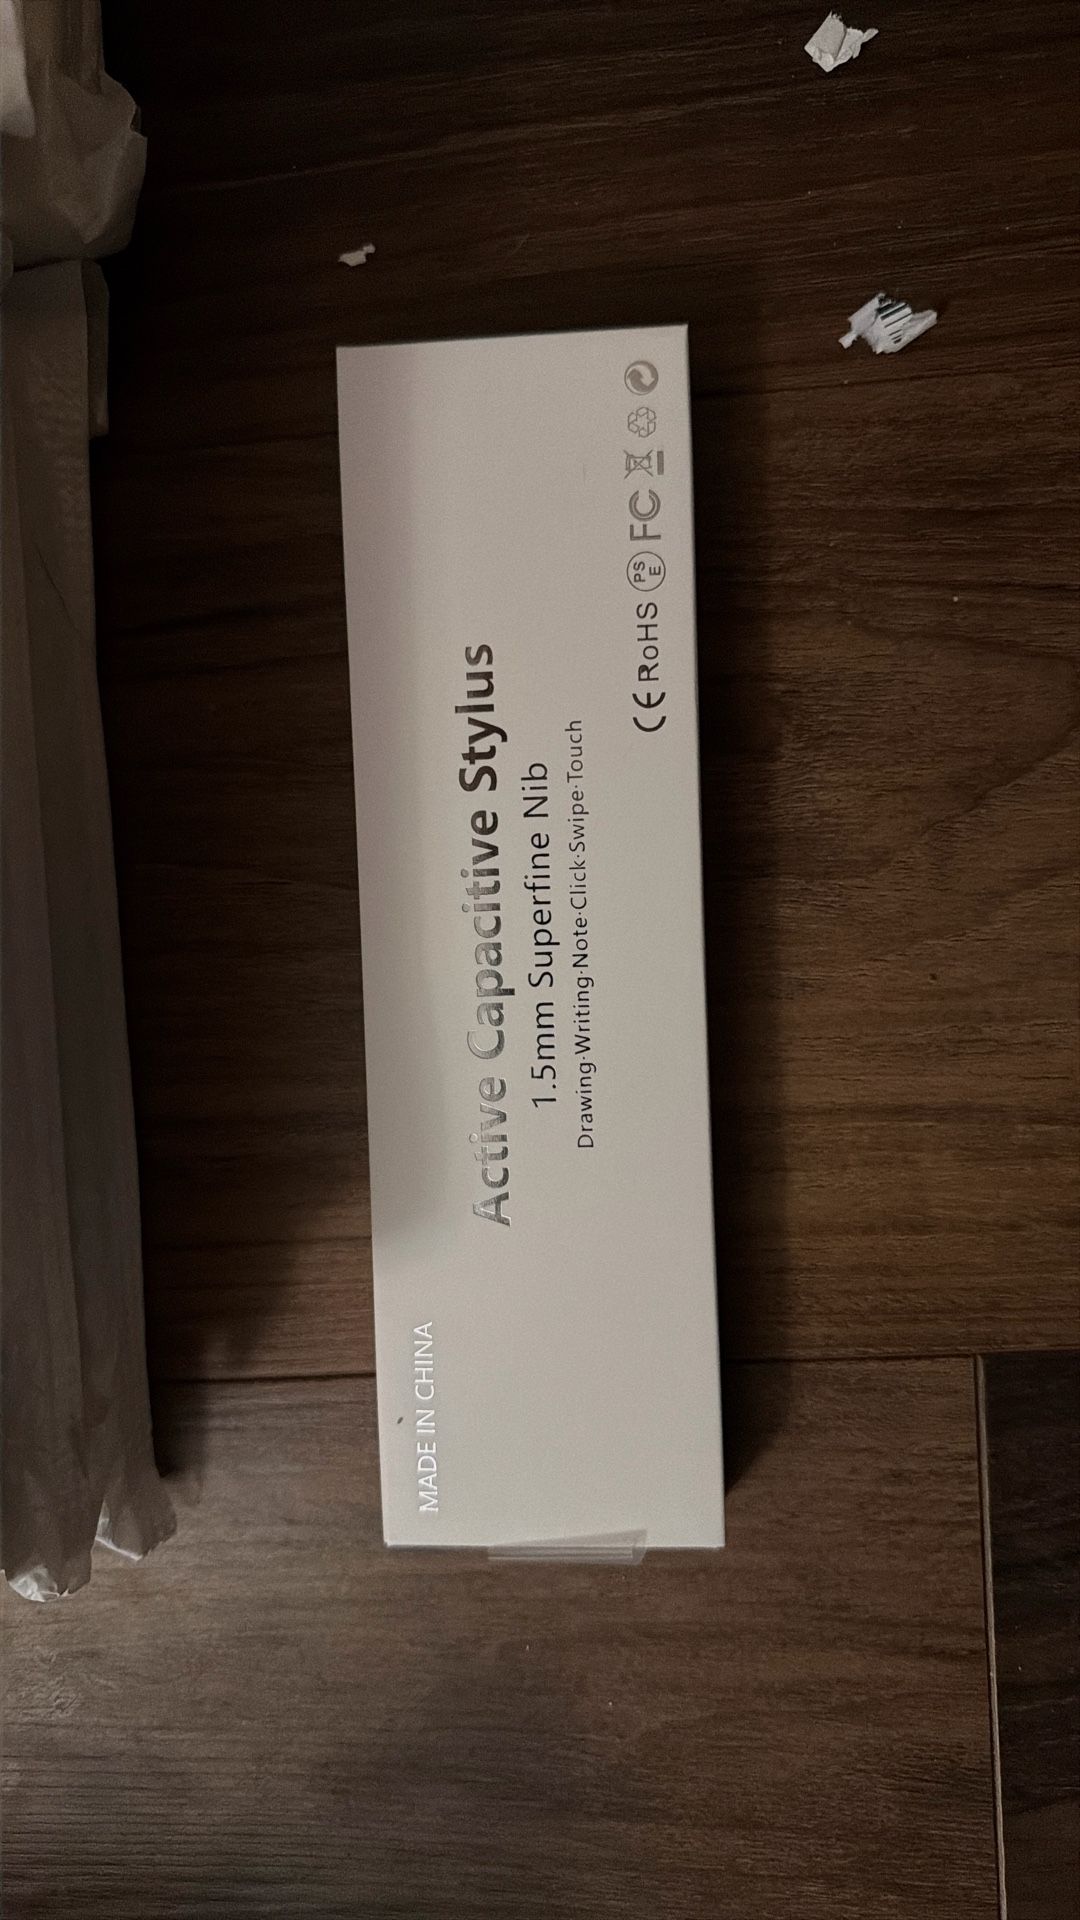 MADE IN CHINA
Active Capacitive Stylus
1.5mm Superfine Nib
Drawing·Writing·Note·Click·Swipe·Touch
CE RoHS PSE FC